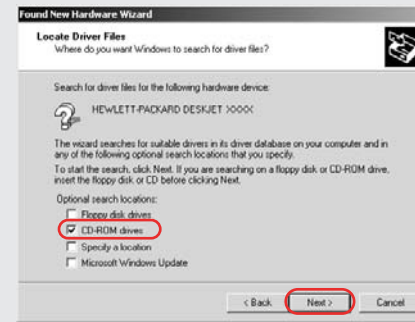 Found New Hardware Wizard
Locate Driver Files
Where do you want Windows to search for driver files?
Search for driver files for the following hardware device:
HEWLETT-PACKARD DESKJET XXXX
The wizard searches for suitable drivers in its driver database on your computer and in
any of the following optional search locations that you specify.
To start the search, click Next. If you are searching on a floppy disk or CD-ROM drive,
insert the floppy disk or CD before clicking Next.
Optional search locations:
Floppy disk drives
CD-ROM drives
Specify a location
Microsoft Windows Update
< Back
Next >
Cancel